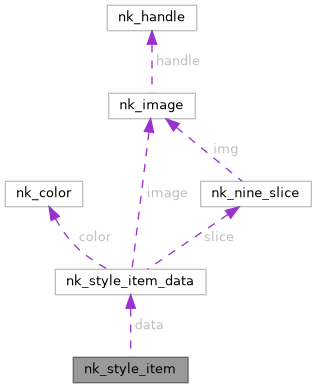 nk_handle
handle
nk_image
img
nk_color
image
nk_nine_slice
color
slice
nk_style_item_data
data
nk_style_item